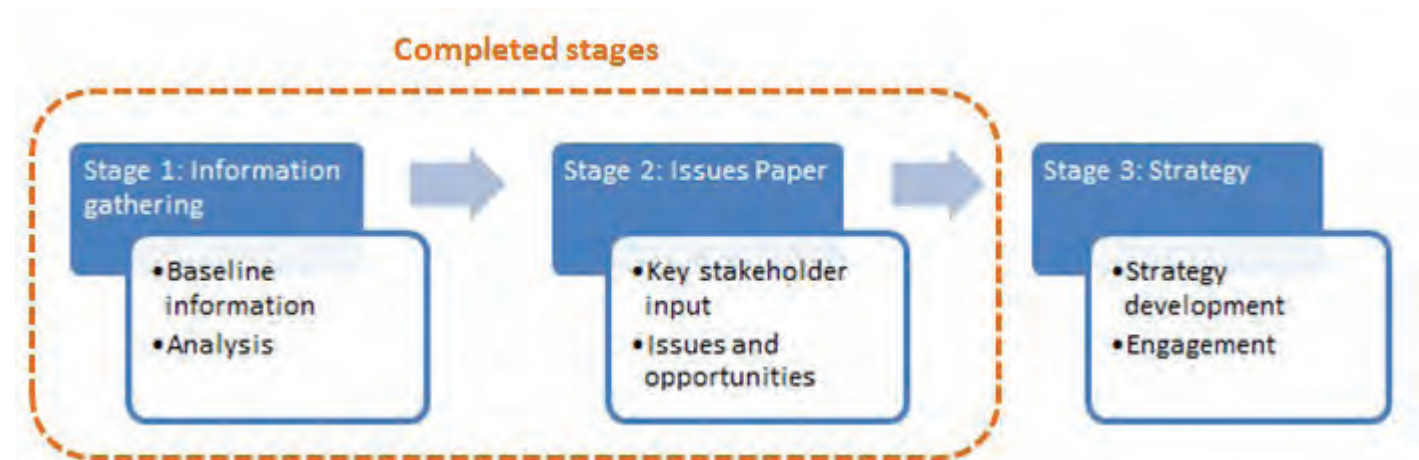 Completed stages
Stage 1: Information
gathering
•Baseline
information
•Analysis
Stage 2: Issues Paper
•Key stakeholder
input
•Issues and
opportunities
Stage 3: Strategy
•Strategy
development
•Engagement